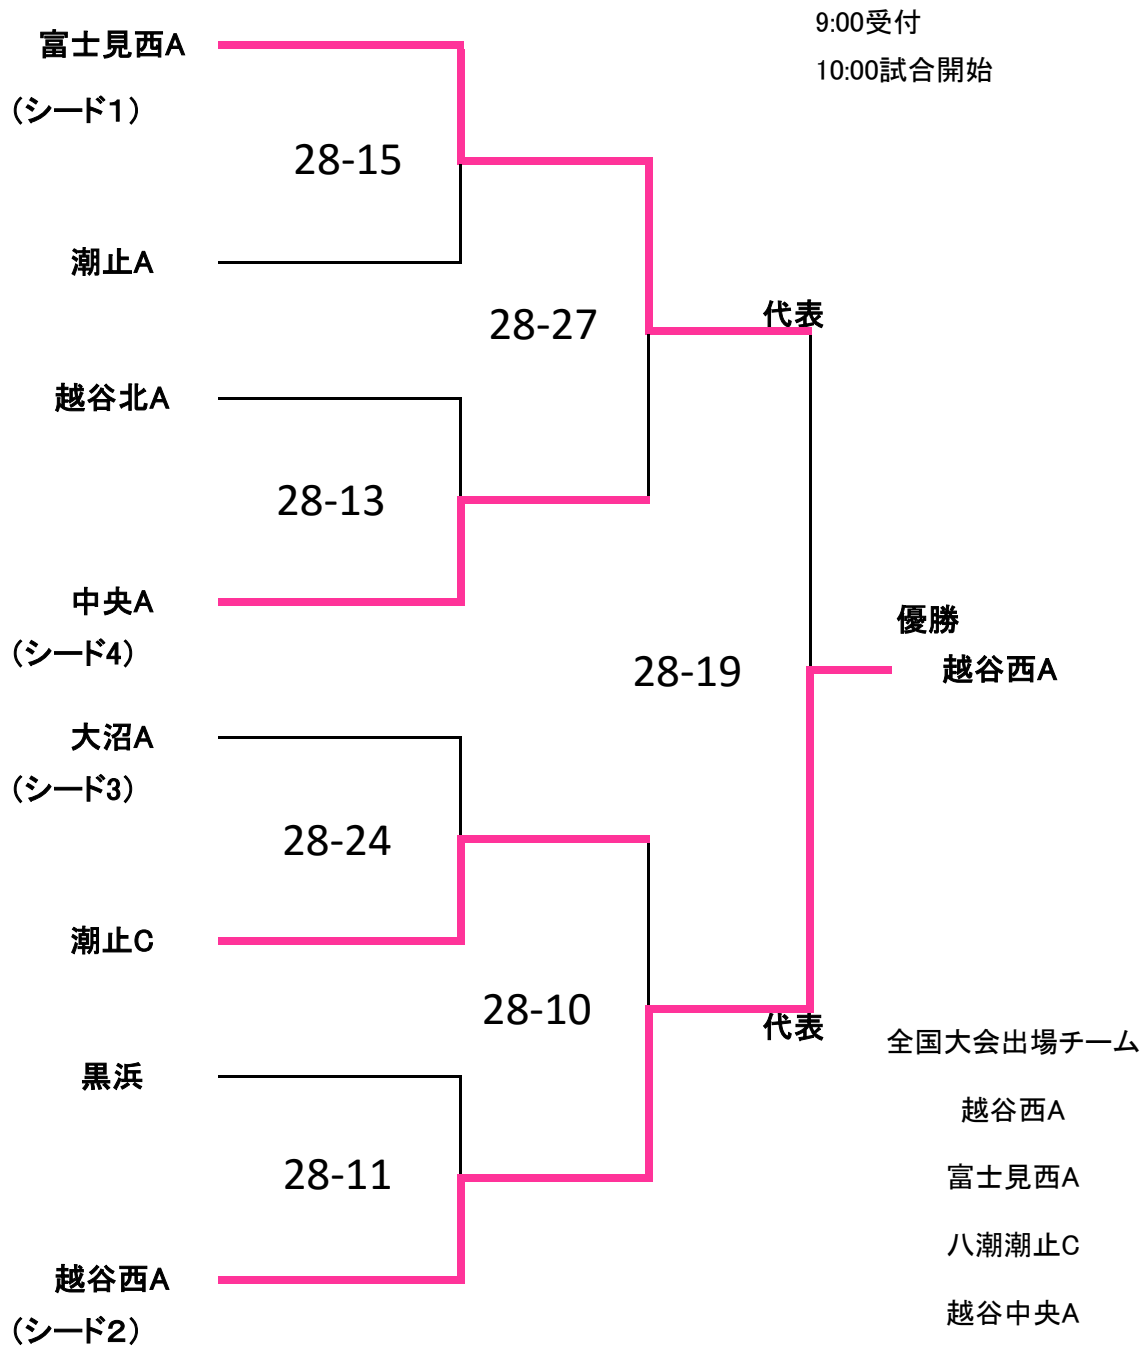 9:00受付
10:00試合開始
富士見西A
(シード1)
28-15
潮止A
28-27
代表
越谷北A
28-13
中央A
(シード4)
優勝
28-19
越谷西A
大沼A
(シード3)
28-24
潮止C
28-10
代表
全国大会出場チーム
黒浜
越谷西A
28-11
富士見西A
八潮潮止C
越谷西A
(シード2)
越谷中央A